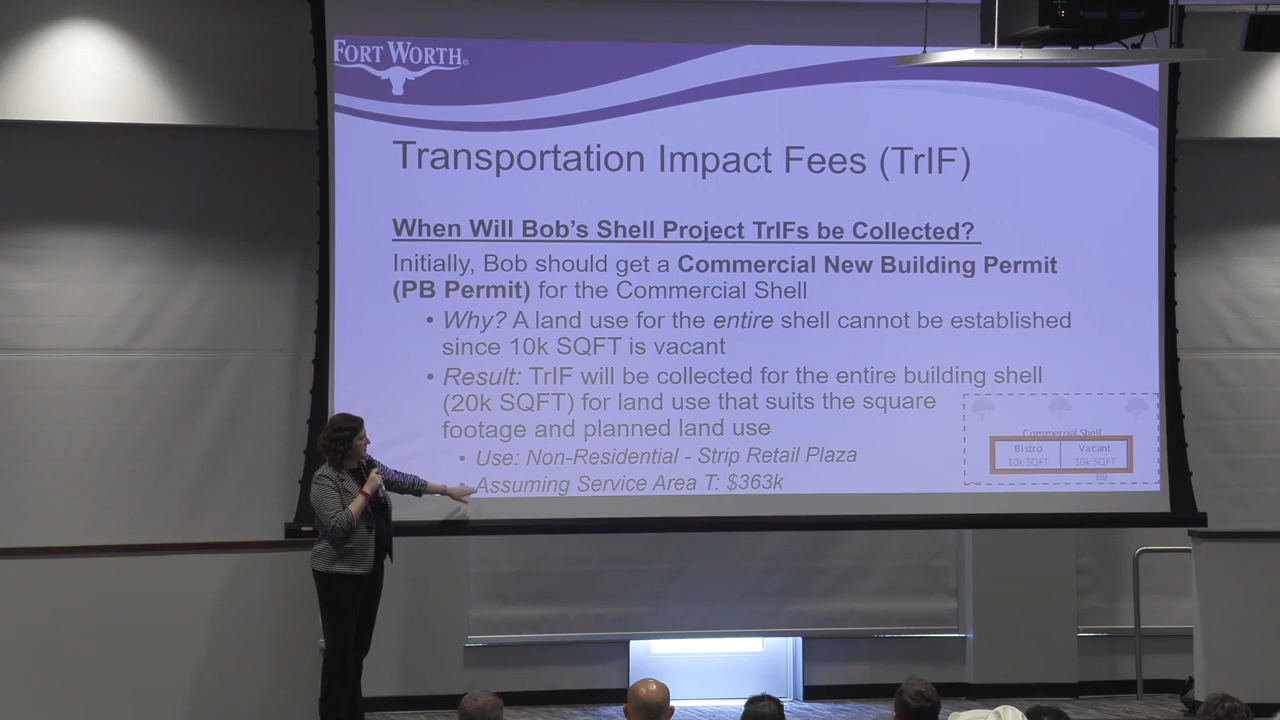 FORT WORTH®
Transportation Impact Fees (TrIF)
When Will Bob's Shell Project TrIFs be Collected?
Initially, Bob should get a Commercial New Building Permit
(PB Permit) for the Commercial Shell
• Why? A land use for the entire shell cannot be established
since 10k SQFT is vacant
• Result: TrIF will be collected for the entire building shell
(20k SQFT) for land use that suits the square
footage and planned land use
• Use: Non-Residential - Strip Retail Plaza
Assuming Service Area T: $363k
Commercial Shell
Bistro Vacant
10k SQFT 10k SQFT
69